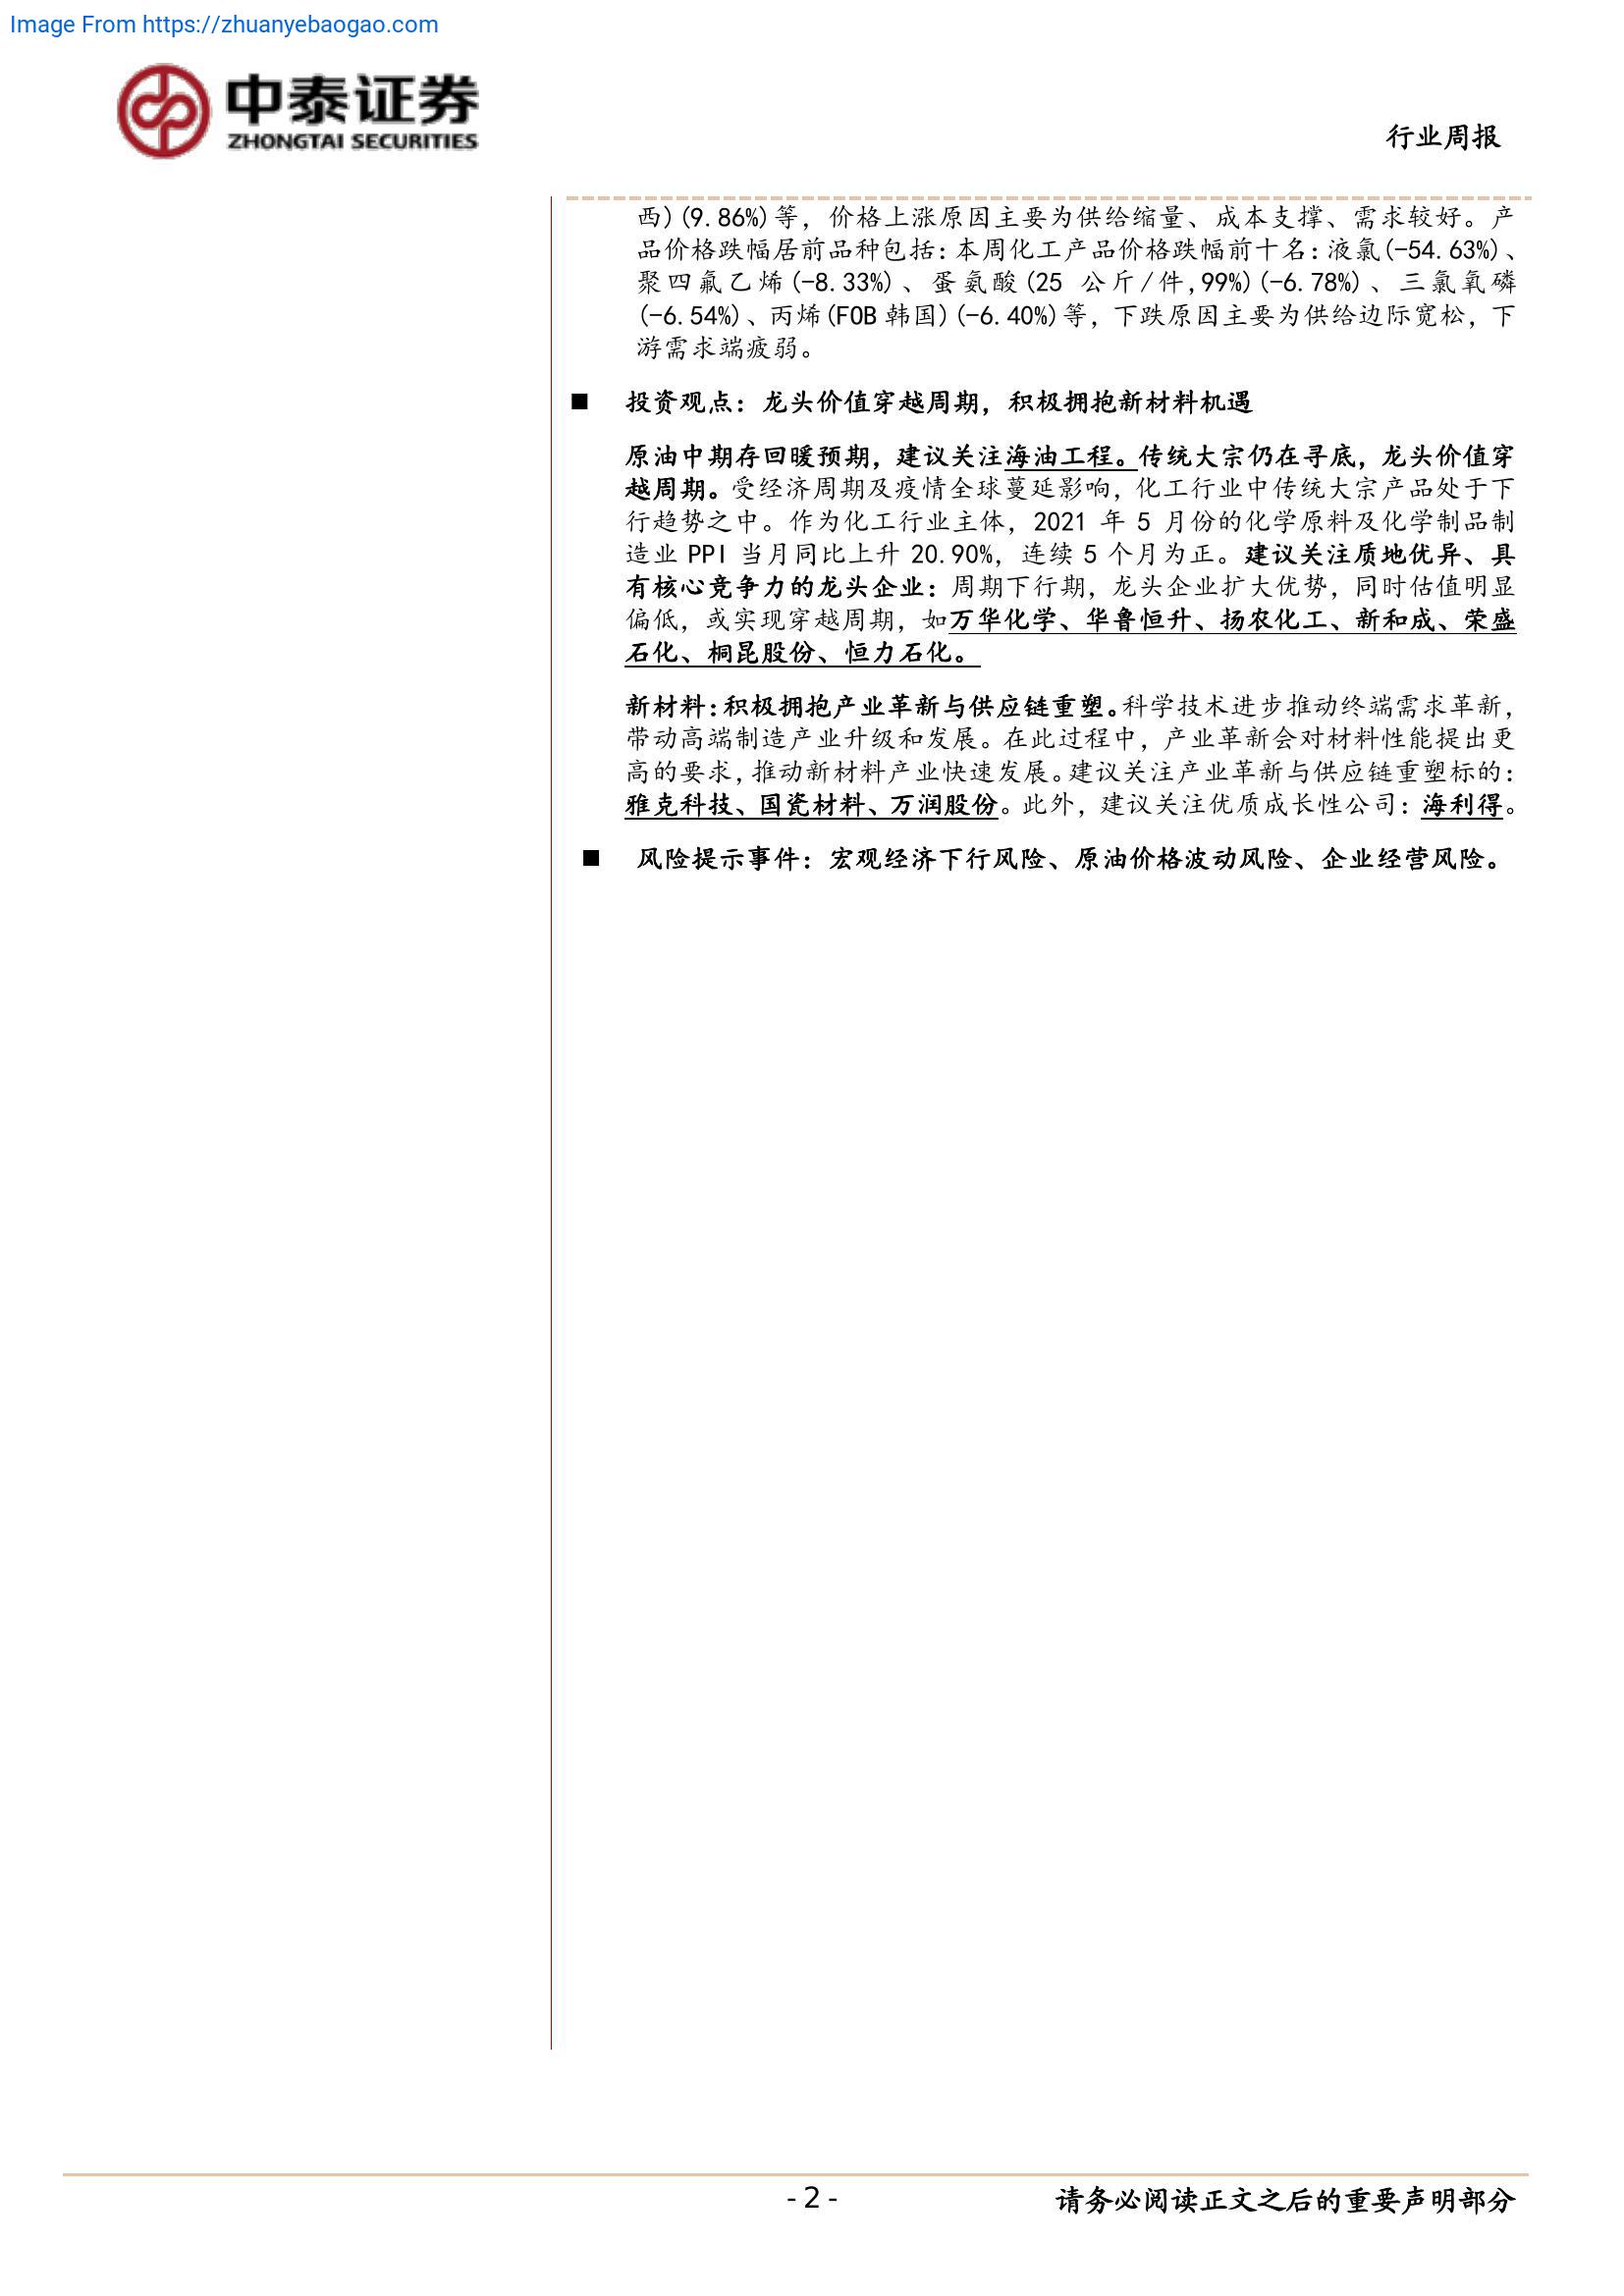 Image From https://zhuanyebaogao.com
中泰证券
ZHONGTAI SECURITIES
行业周报
西)(9.86%)等，价格上涨原因主要为供给缩量、成本支撑、需求较好。产
品价格跌幅居前品种包括：本周化工产品价格跌幅前十名：液氯(-54.63%)、
聚四氟乙烯(-8.33%)、蛋氨酸(25 公斤/件,99%)(-6.78%)、三氯氧磷
(-6.54%)、丙烯(FOB 韩国)(-6.40%)等，下跌原因主要为供给边际宽松，下
游需求端疲弱。
■ 投资观点：龙头价值穿越周期，积极拥抱新材料机遇
原油中期存回暖预期，建议关注海油工程。传统大宗仍在寻底，龙头价值穿
越周期。受经济周期及疫情全球蔓延影响，化工行业中传统大宗产品处于下
行趋势之中。作为化工行业主体，2021 年 5 月份的化学原料及化学制品制
造业 PPI 当月同比上升 20.90%，连续 5 个月为正。建议关注质地优异、具
有核心竞争力的龙头企业：周期下行期，龙头企业扩大优势，同时估值明显
偏低，或实现穿越周期，如万华化学、华鲁恒升、扬农化工、新和成、荣盛
石化、桐昆股份、恒力石化。
新材料：积极拥抱产业革新与供应链重塑。科学技术进步推动终端需求革新，
带动高端制造产业升级和发展。在此过程中，产业革新会对材料性能提出更
高的要求，推动新材料产业快速发展。建议关注产业革新与供应链重塑标的：
雅克科技、国瓷材料、万润股份。此外，建议关注优质成长性公司：海利得。
■ 风险提示事件：宏观经济下行风险、原油价格波动风险、企业经营风险。
- 2 -
请务必阅读正文之后的重要声明部分